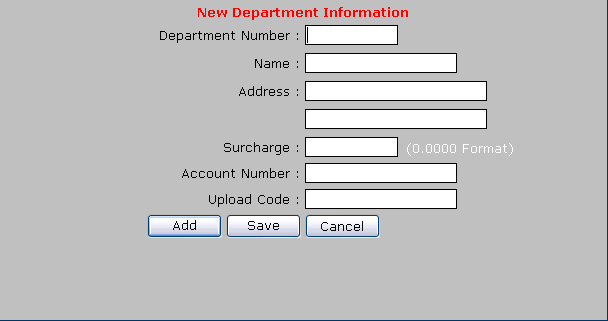 New Department Information
Department Number :
Name :
Address :
Surcharge : (0.0000 Format)
Account Number :
Upload Code :
Add Save Cancel